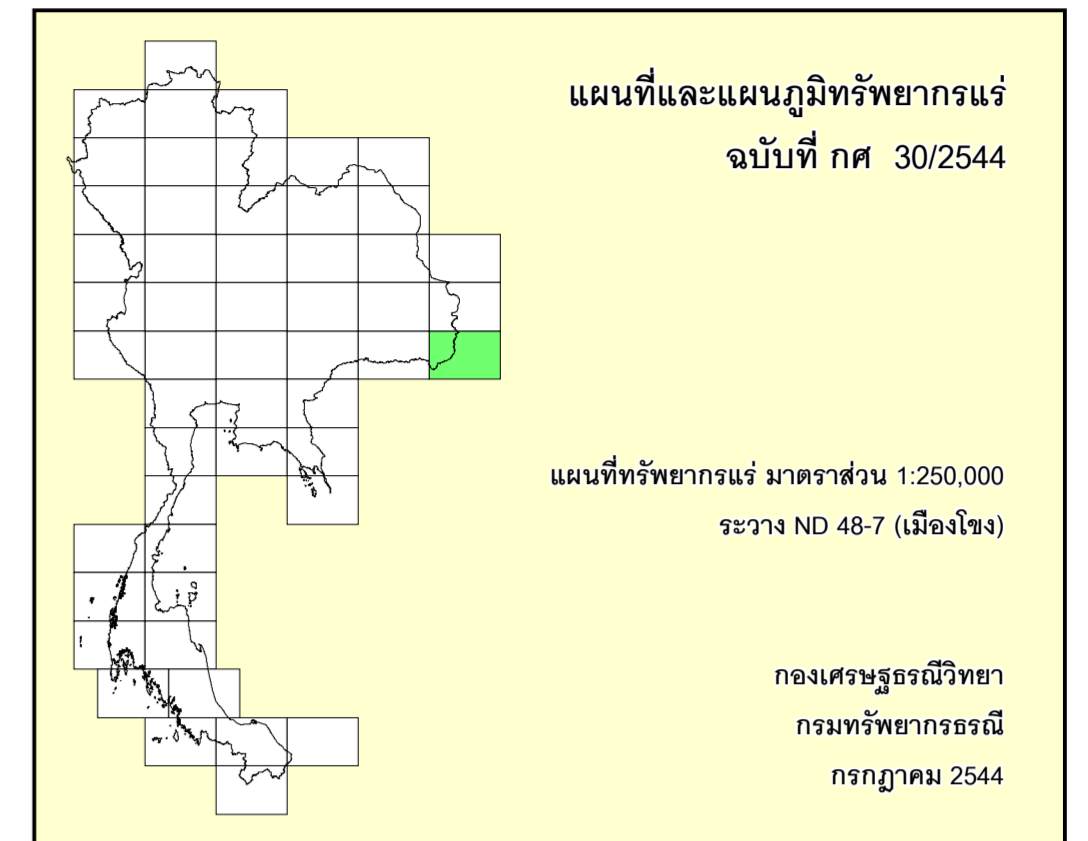 แผนที่และแผนภูมิทรัพยากรแร่
ฉบับที่ กศ 30/2544
แผนที่ทรัพยากรแร่ มาตราส่วน 1:250,000
ระวาง ND 48-7 (เมืองโขง)
กองเศรษฐธรณีวิทยา
กรมทรัพยากรธรณี
กรกฎาคม 2544